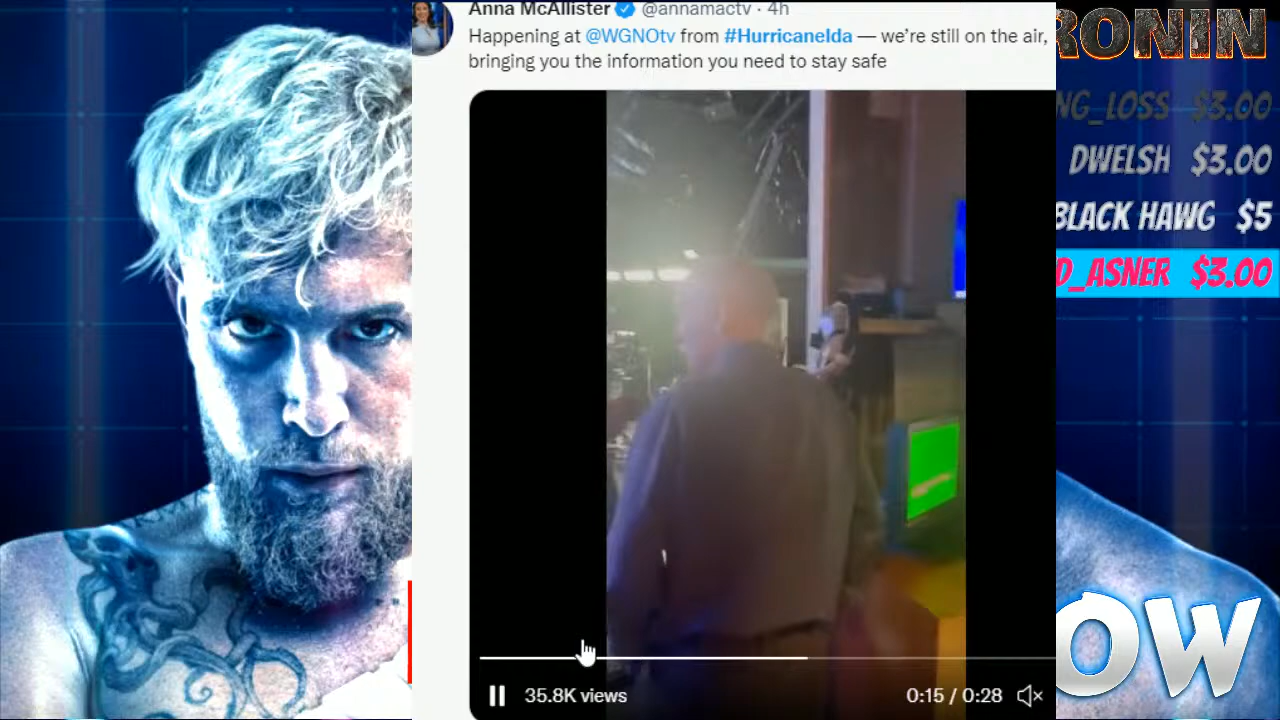 Anna McAllister @annamactv · 4h
Happening at @WGNOtv from #HurricaneIda — we're still on the air,
bringing you the information you need to stay safe
RONIN
NG_LOSS $3.00
DWELSH $3.00
BLACK HAWG $5
D_ASNER $3.00
OW
35.8K views
0:15 / 0:28